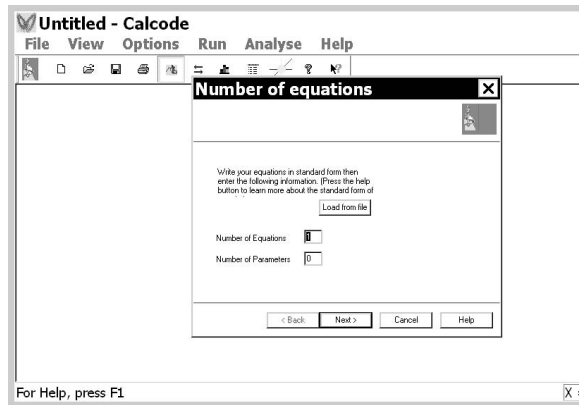 Untitled - Calcode
File View Options Run Analyse Help
Number of equations
Write your equations in standard form then
enter the following information. (Press the help
button to learn more about the standard form of
Load from file
Number of Equations 1
Number of Parameters 0
< Back Next > Cancel Help
For Help, press F1
X